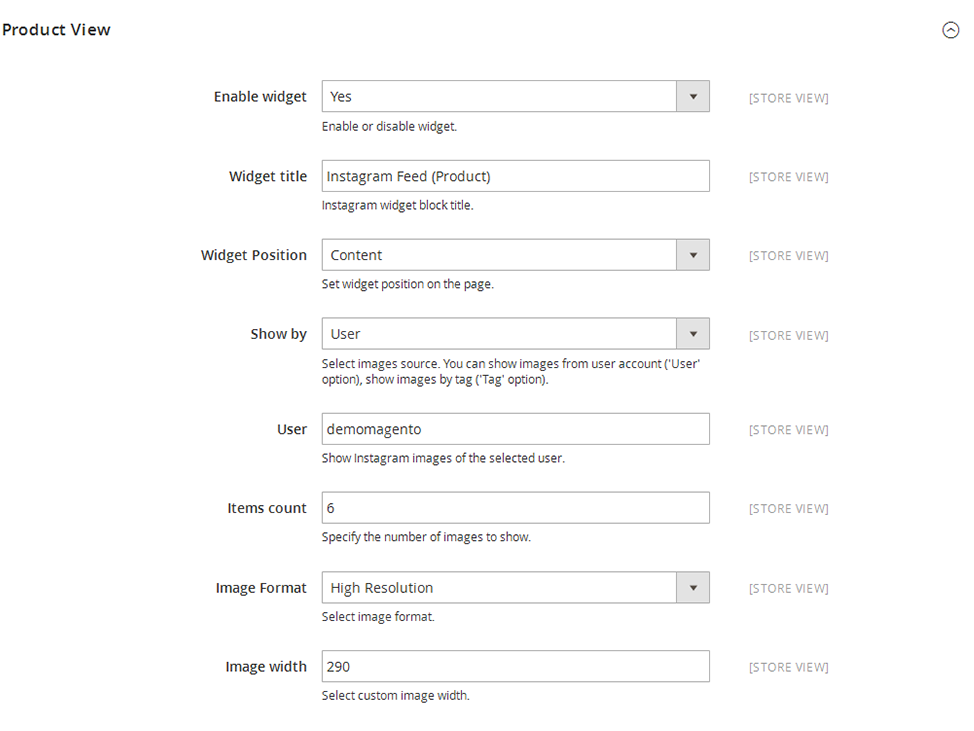 Product View
Enable widget Yes [STORE VIEW]
Enable or disable widget.
Widget title Instagram Feed (Product) [STORE VIEW]
Instagram widget block title.
Widget Position Content [STORE VIEW]
Set widget position on the page.
Show by User [STORE VIEW]
Select images source. You can show images from user account ('User'
option), show images by tag ('Tag' option).
User demomagento [STORE VIEW]
Show Instagram images of the selected user.
Items count 6 [STORE VIEW]
Specify the number of images to show.
Image Format High Resolution [STORE VIEW]
Select image format.
Image width 290 [STORE VIEW]
Select custom image width.